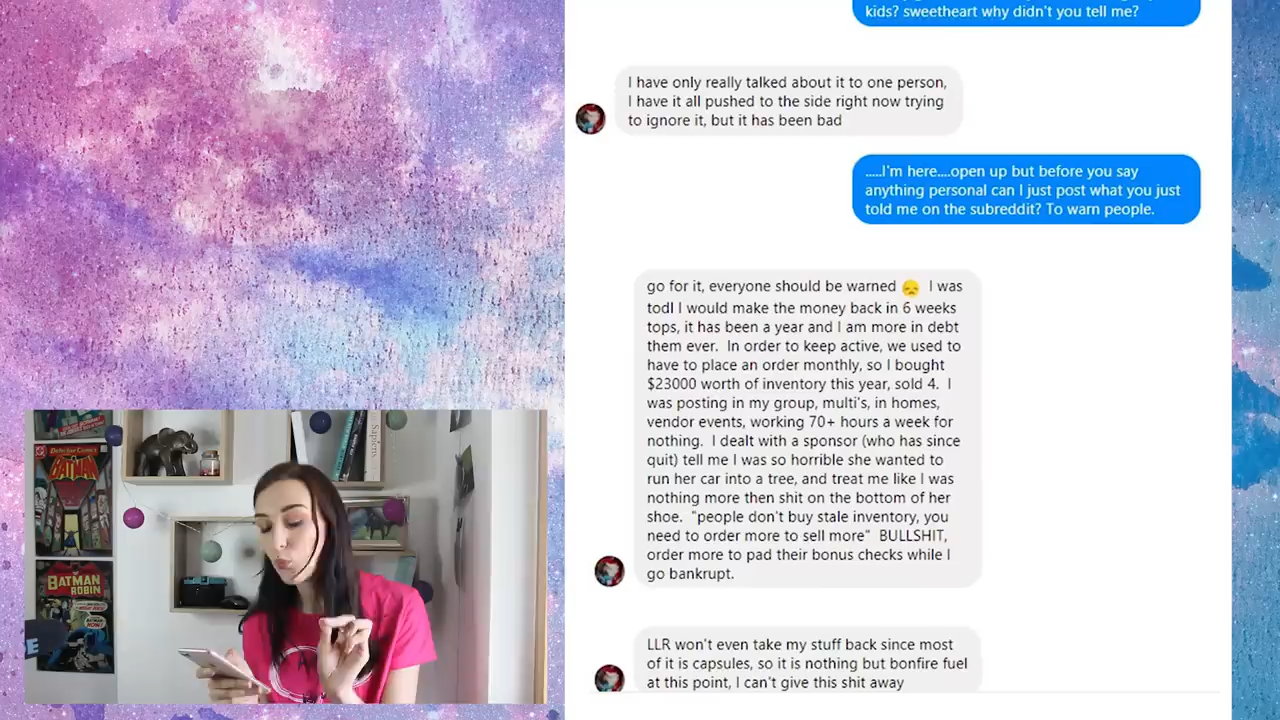 kids? sweetheart why didn't you tell me?
I have only really talked about it to one person,
I have it all pushed to the side right now trying
to ignore it, but it has been bad
.....I'm here....open up but before you say
anything personal can I just post what you just
told me on the subreddit? To warn people.
go for it, everyone should be warned 😞 I was
todl I would make the money back in 6 weeks
tops, it has been a year and I am more in debt
them ever. In order to keep active, we used to
have to place an order monthly, so I bought
$23000 worth of inventory this year, sold 4. I
was posting in my group, multi's, in homes,
vendor events, working 70+ hours a week for
nothing. I dealt with a sponsor (who has since
quit) tell me I was so horrible she wanted to
run her car into a tree, and treat me like I was
nothing more then shit on the bottom of her
shoe. "people don't buy stale inventory, you
need to order more to sell more" BULLSHIT,
order more to pad their bonus checks while I
go bankrupt.
LLR won't even take my stuff back since most
of it is capsules, so it is nothing but bonfire fuel
at this point, I can't give this shit away
BATMAN
BATMAN
ROBIN
Sapiens